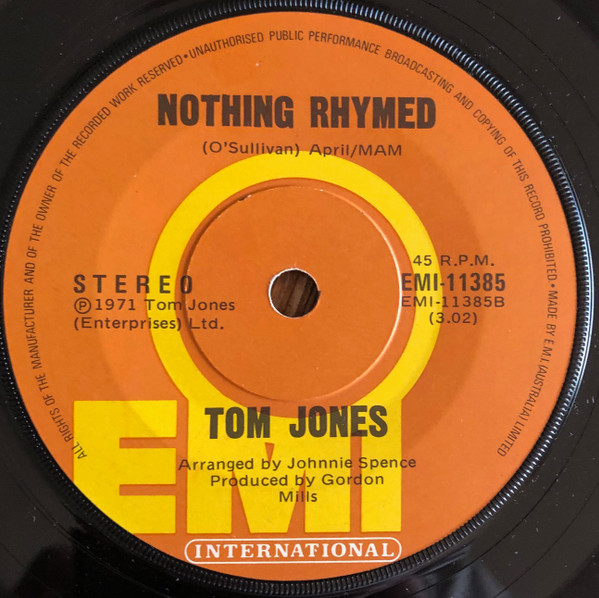 ALL RIGHTS OF THE MANUFACTURER AND OF THE OWNER OF THE RECORDED WORK RESERVED•UNAUTHORISED PUBLIC PERFORMANCE BROADCASTING AND COPYING OF THIS RECORD PROHIBITED.•MADE BY E.M.I. (AUSTRALIA) LIMITED
NOTHING RHYMED
(O'Sullivan) April/MAM
STEREO
℗1971 Tom Jones
(Enterprises) Ltd.
45 R.P.M.
EMI-11385
EMI-11385B
(3.02)
TOM JONES
Arranged by Johnnie Spence
Produced by Gordon
Mills
EMI
INTERNATIONAL